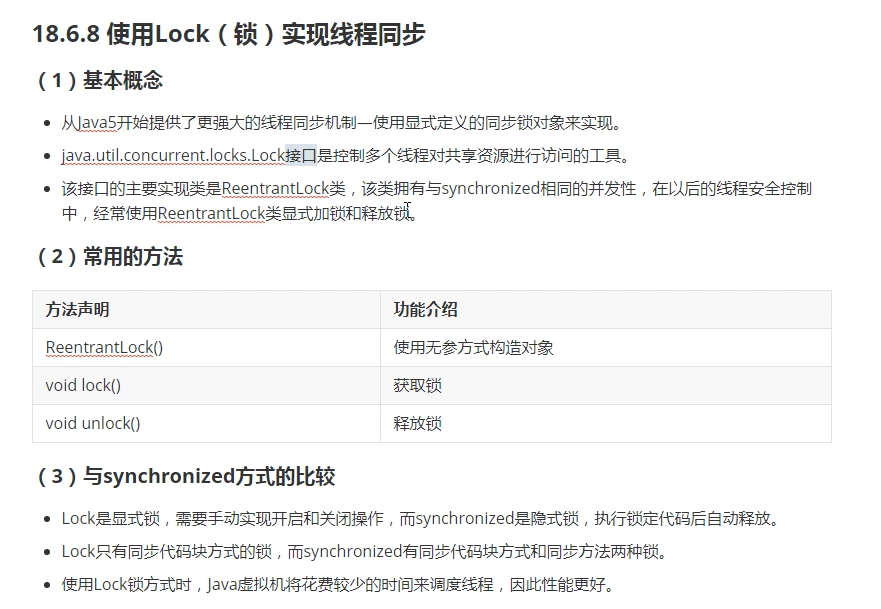 18.6.8 使用Lock（锁）实现线程同步
（1）基本概念
从Java5开始提供了更强大的线程同步机制—使用显式定义的同步锁对象来实现。
java.util.concurrent.locks.Lock接口是控制多个线程对共享资源进行访问的工具。
该接口的主要实现类是ReentrantLock类，该类拥有与synchronized相同的并发性，在以后的线程安全控制
中，经常使用ReentrantLock类显式加锁和释放锁。
（2）常用的方法
方法声明 功能介绍
ReentrantLock() 使用无参方式构造对象
void lock() 获取锁
void unlock() 释放锁
（3）与synchronized方式的比较
Lock是显式锁，需要手动实现开启和关闭操作，而synchronized是隐式锁，执行锁定代码后自动释放。
Lock只有同步代码块方式的锁，而synchronized有同步代码块方式和同步方法两种锁。
使用Lock锁方式时，Java虚拟机将花费较少的时间来调度线程，因此性能更好。